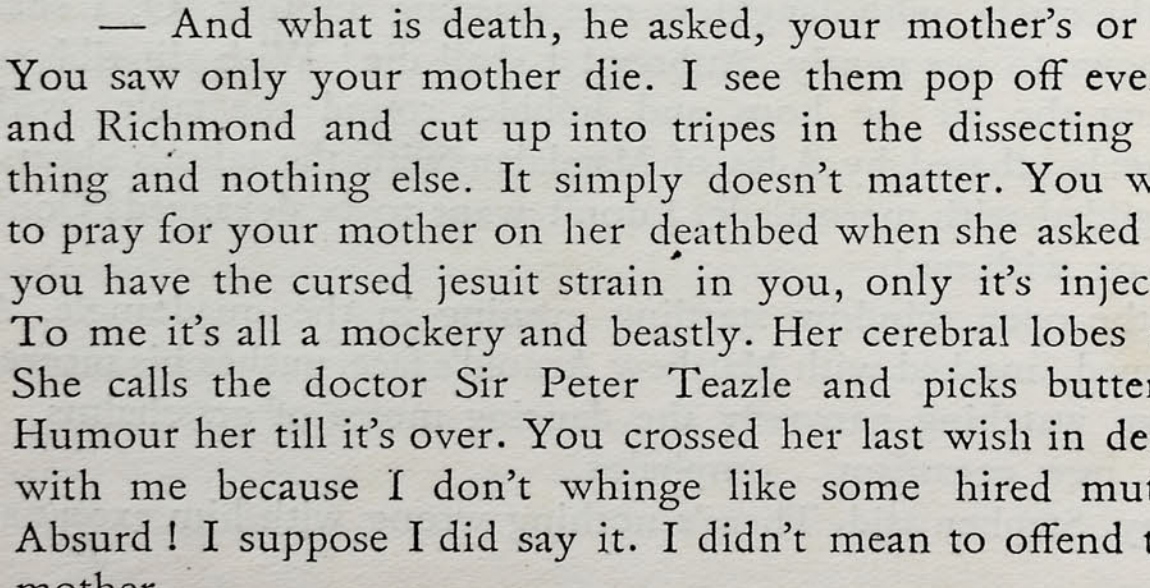 — And what is death, he asked, your mother's or
You saw only your mother die. I see them pop off eve
and Richmond and cut up into tripes in the dissecting
thing and nothing else. It simply doesn't matter. You w
to pray for your mother on her deathbed when she asked
you have the cursed jesuit strain in you, only it's injec
To me it's all a mockery and beastly. Her cerebral lobes
She calls the doctor Sir Peter Teazle and picks butter
Humour her till it's over. You crossed her last wish in de
with me because I don't whinge like some hired mut
Absurd ! I suppose I did say it. I didn't mean to offend t
mother